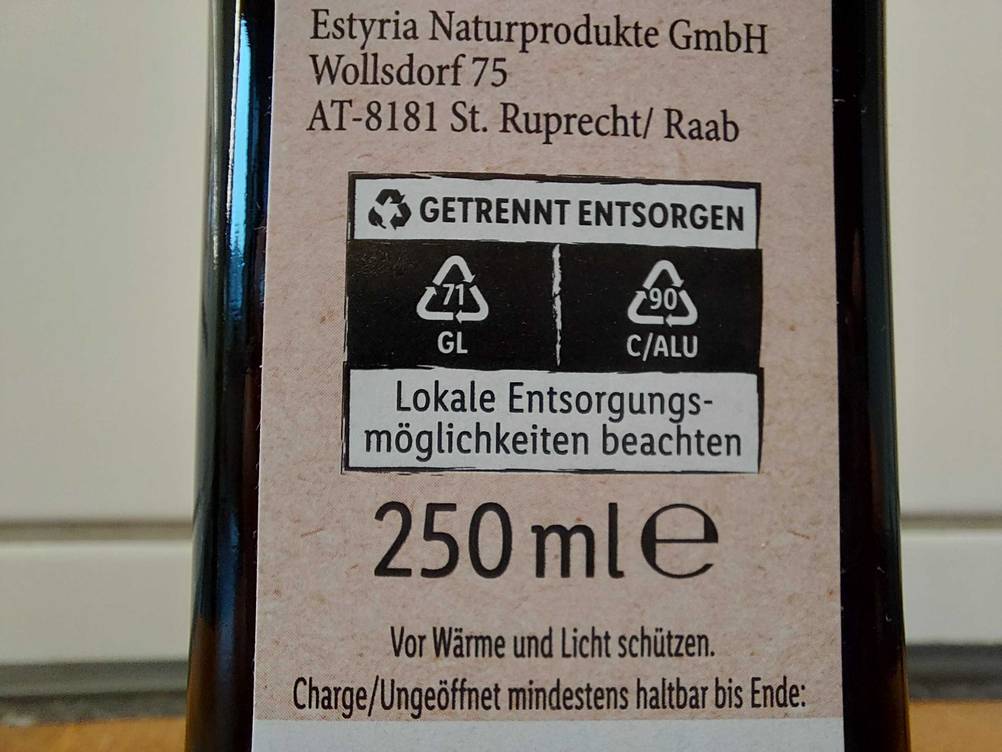 Estyria Naturprodukte GmbH
Wollsdorf 75
AT-8181 St. Ruprecht/ Raab
GETRENNT ENTSORGEN
71
GL
90
C/ALU
Lokale Entsorgungs-
möglichkeiten beachten
250 ml ℮
Vor Wärme und Licht schützen.
Charge/Ungeöffnet mindestens haltbar bis Ende: